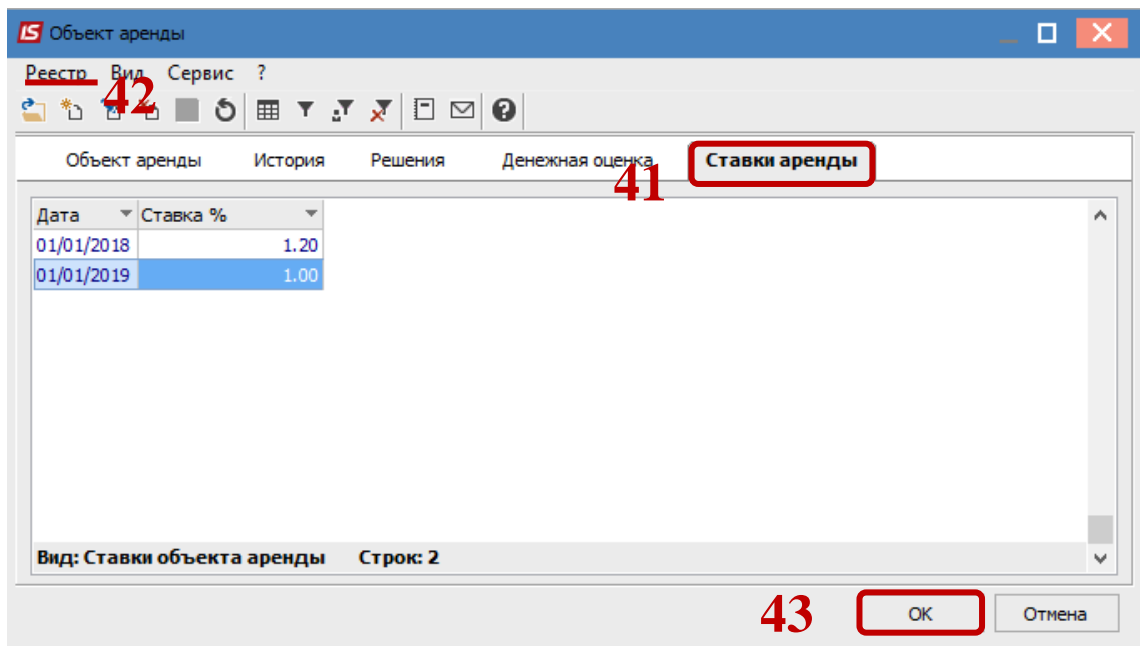 IS Объект аренды
Реестр Вид Сервис ?
42
Объект аренды История Решения Денежная оценка Ставки аренды
41
Дата Ставка %
01/01/2018 1.20
01/01/2019 1.00
Вид: Ставки объекта аренды Строк: 2
43 OK Отмена